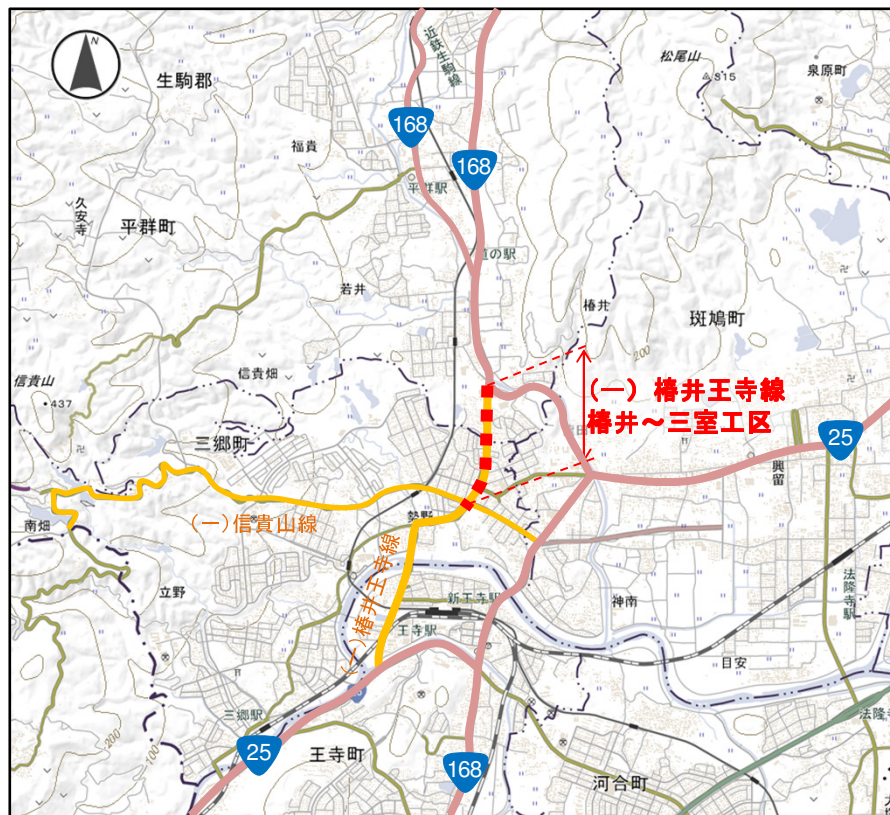 N
近鉄生駒線
松尾山
315
泉原町
生駒郡
168
福貴
168
平群駅
久安寺
平群町
道の駅
若井
椿井
斑鳩町
200
信貴山
437
信貴畑
(一) 椿井王寺線
椿井～三室工区
三郷町
25
興留
(一)信貴山線
勢野
南畑
(一)椿井王寺線
立野
新王寺駅
神南
法隆寺駅
王寺駅
目安
三郷駅
200
100
25
王寺町
168
河合町
法隆寺